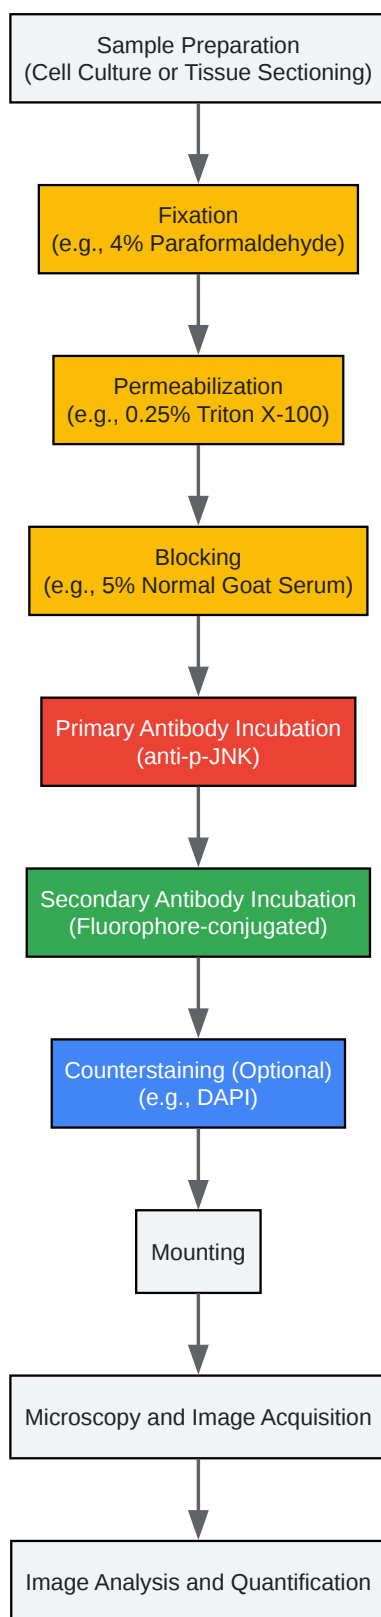 Sample Preparation
(Cell Culture or Tissue Sectioning)
Fixation
(e.g., 4% Paraformaldehyde)
Permeabilization
(e.g., 0.25% Triton X-100)
Blocking
(e.g., 5% Normal Goat Serum)
Primary Antibody Incubation
(anti-p-JNK)
Secondary Antibody Incubation
(Fluorophore-conjugated)
Counterstaining (Optional)
(e.g., DAPI)
Mounting
Microscopy and Image Acquisition
Image Analysis and Quantification